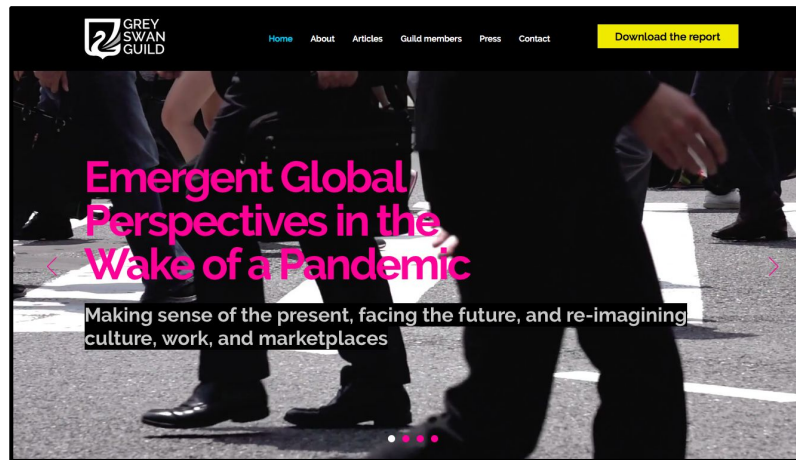 GREY
SWAN
GUILD
Home About Articles Guild members Press Contact
Download the report
Emergent Global
Perspectives in the
Wake of a Pandemic
Making sense of the present, facing the future, and re-imagining
culture, work, and marketplaces